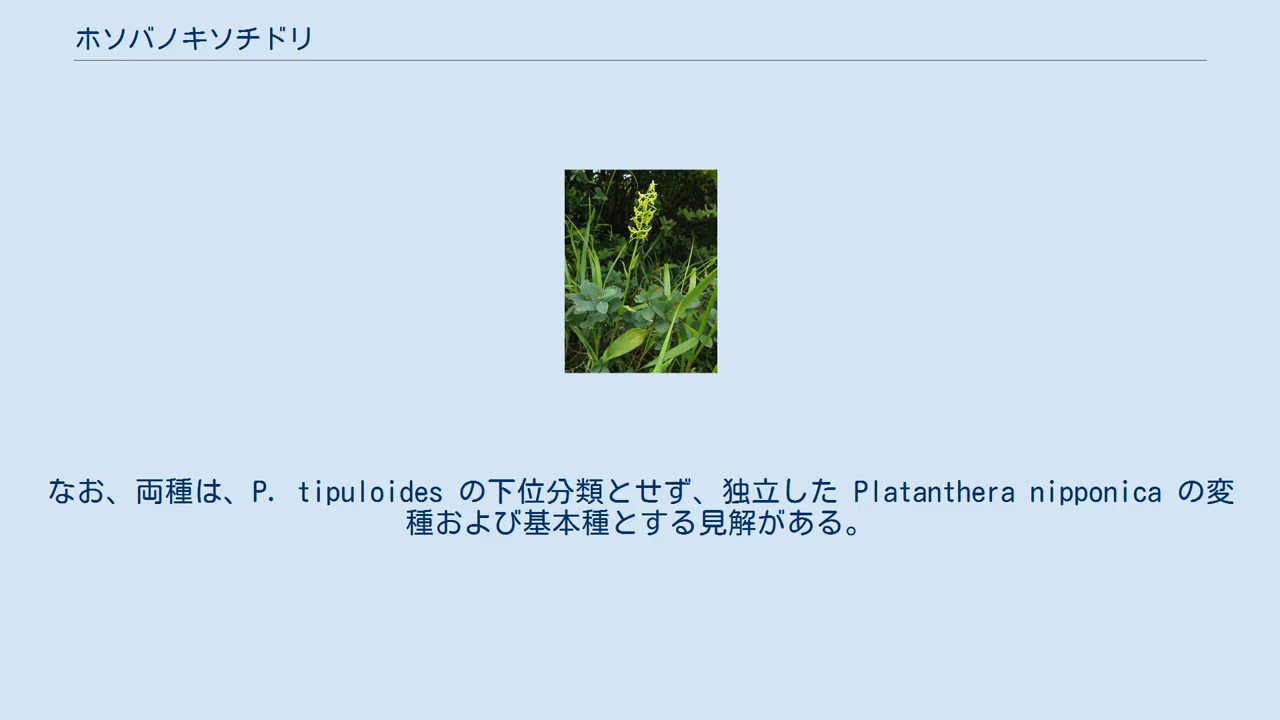 ホソバノキソチドリ
なお、両種は、P. tipuloides の下位分類とせず、独立した Platanthera nipponica の変
種および基本種とする見解がある。